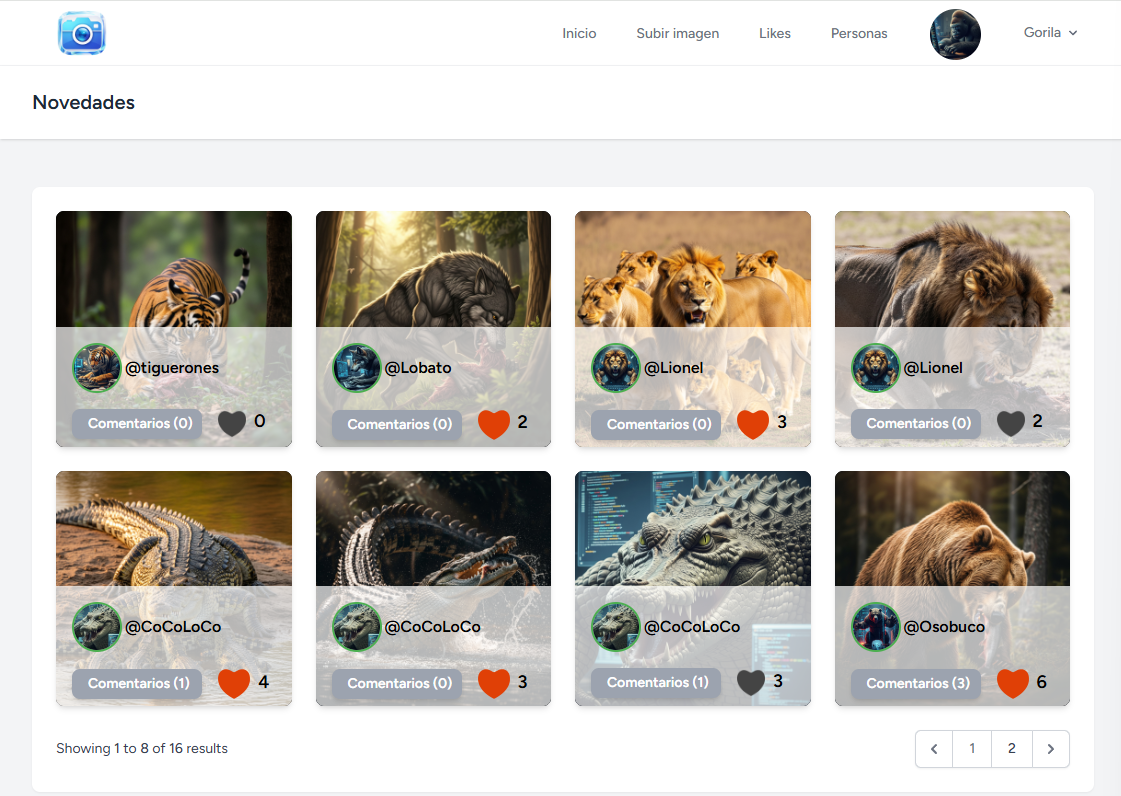 Inicio Subir imagen Likes Personas Gorila
Novedades
@tiguerones @Lobato @Lionel @Lionel
Comentarios (0) 0 Comentarios (0) 2 Comentarios (0) 3 Comentarios (0) 2
@CoCoLoCo @CoCoLoCo @CoCoLoCo @Osobuco
Comentarios (1) 4 Comentarios (0) 3 Comentarios (1) 3 Comentarios (3) 6
Showing 1 to 8 of 16 results 1 2